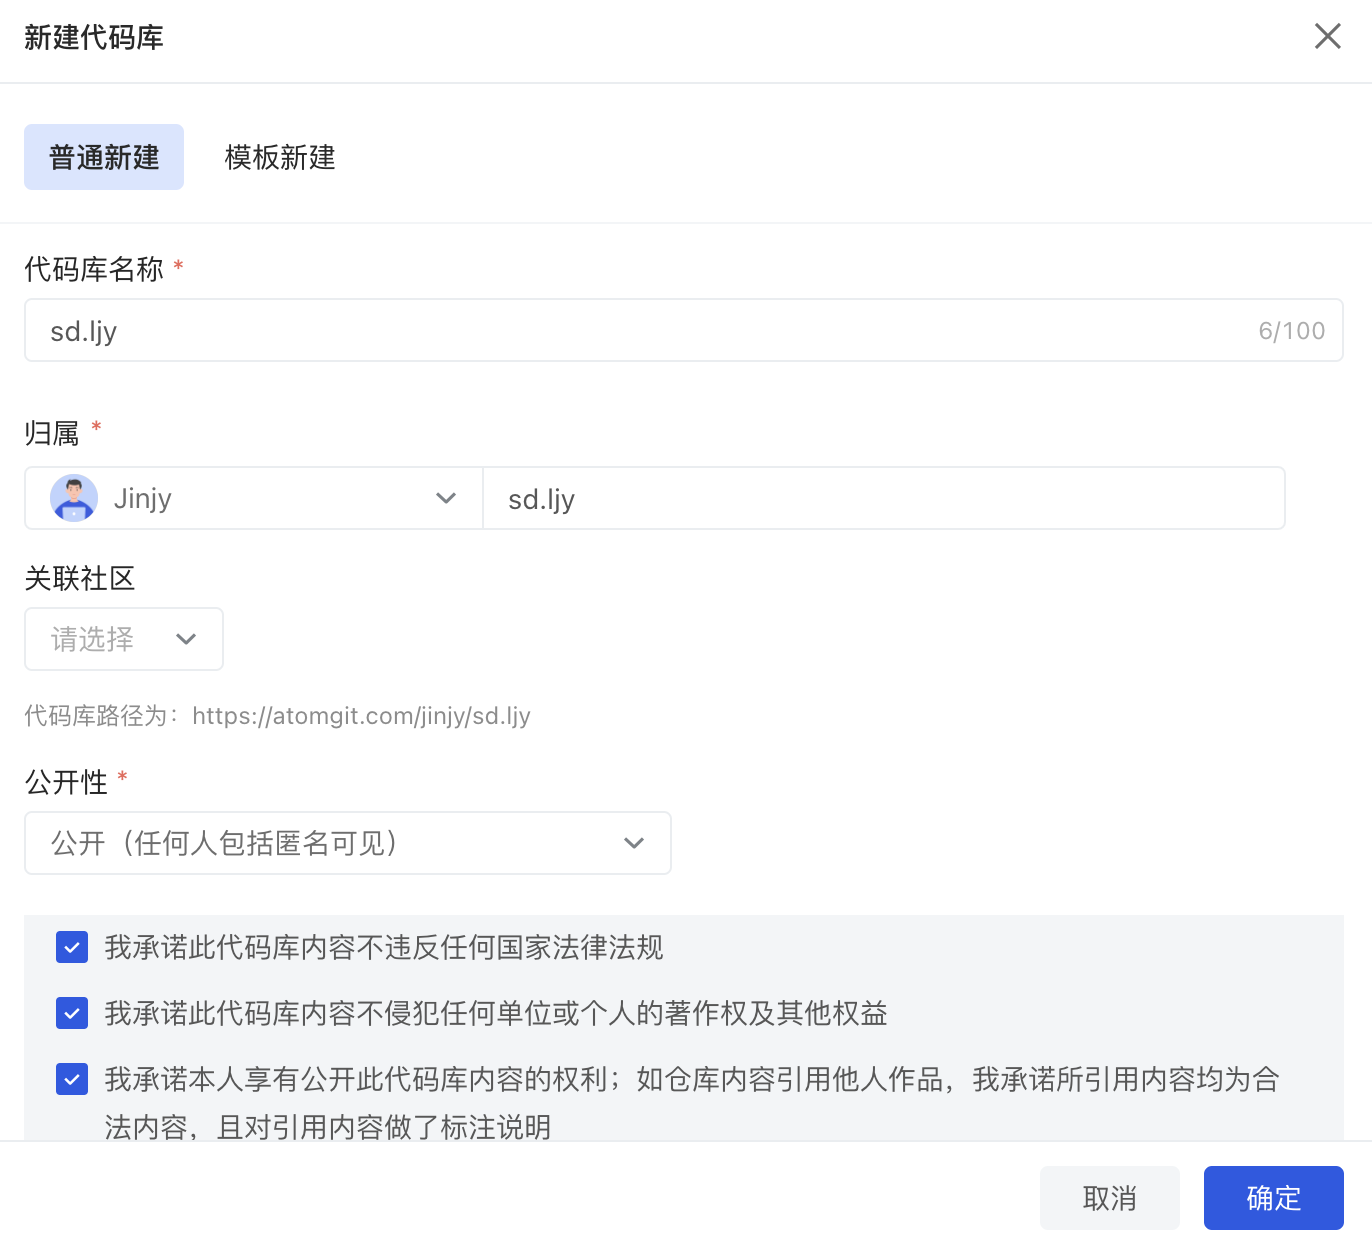 新建代码库
普通新建
模板新建
代码库名称 *
sd.ljy
6/100
归属 *
Jinjy
sd.ljy
关联社区
请选择
代码库路径为：https://atomgit.com/jinjy/sd.ljy
公开性 *
公开（任何人包括匿名可见）
我承诺此代码库内容不违反任何国家法律法规
我承诺此代码库内容不侵犯任何单位或个人的著作权及其他权益
我承诺本人享有公开此代码库内容的权利；如仓库内容引用他人作品，我承诺所引用内容均为合
法内容，且对引用内容做了标注说明
取消
确定